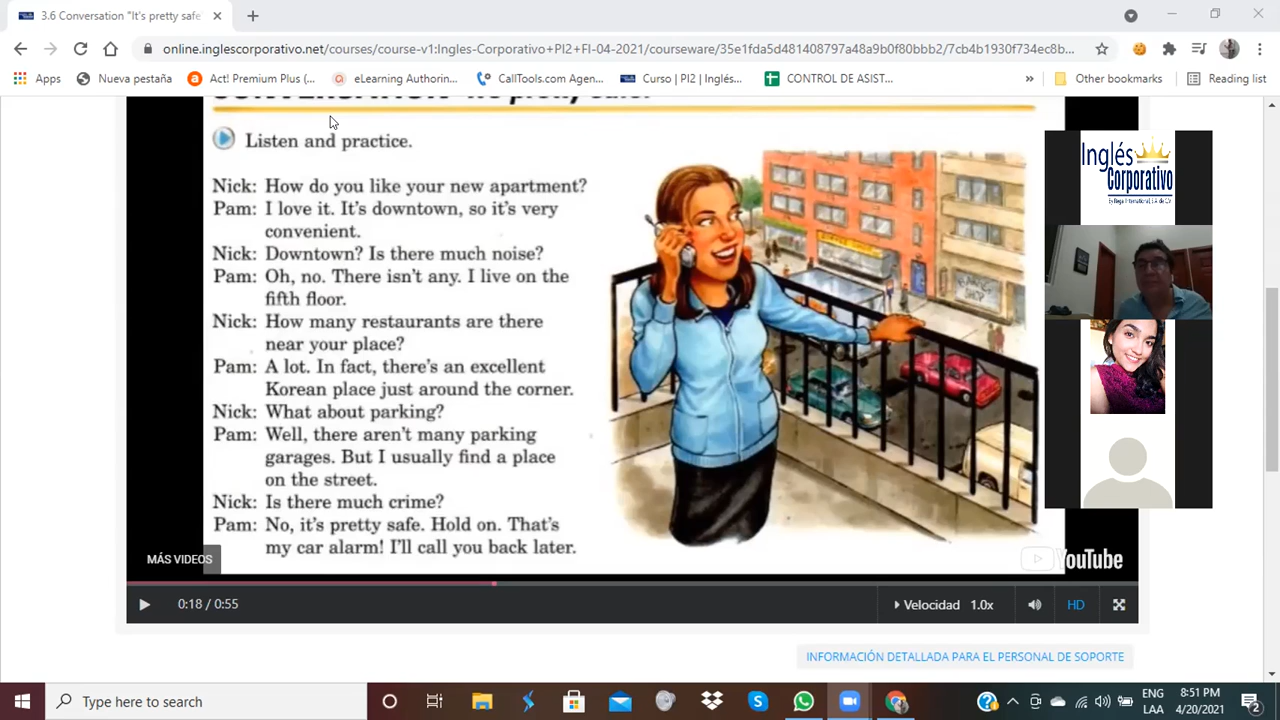 3.6 Conversation "It's pretty safe"
online.inglescorporativo.net/courses/course-v1:Ingles-Corporativo+PI2+FI-04-2021/courseware/35e1fda5d481408797a48a9b0f80bbb2/7cb4b1930f734ec8b...
Apps Nueva pestaña Act! Premium Plus (... eLearning Authorin... CallTools.com Agen... Curso | PI2 | Inglés... CONTROL DE ASIST... » Other bookmarks Reading list
Listen and practice.
Nick: How do you like your new apartment?
Pam: I love it. It's downtown, so it's very
convenient.
Nick: Downtown? Is there much noise?
Pam: Oh, no. There isn't any. I live on the
fifth floor.
Nick: How many restaurants are there
near your place?
Pam: A lot. In fact, there's an excellent
Korean place just around the corner.
Nick: What about parking?
Pam: Well, there aren't many parking
garages. But I usually find a place
on the street.
Nick: Is there much crime?
Pam: No, it's pretty safe. Hold on. That's
my car alarm! I'll call you back later.
Inglés
Corporativo
MÁS VIDEOS
YouTube
0:18 / 0:55
Velocidad 1.0x
HD
INFORMACIÓN DETALLADA PARA EL PERSONAL DE SOPORTE
Type here to search
ENG
LAA
8:51 PM
4/20/2021
2